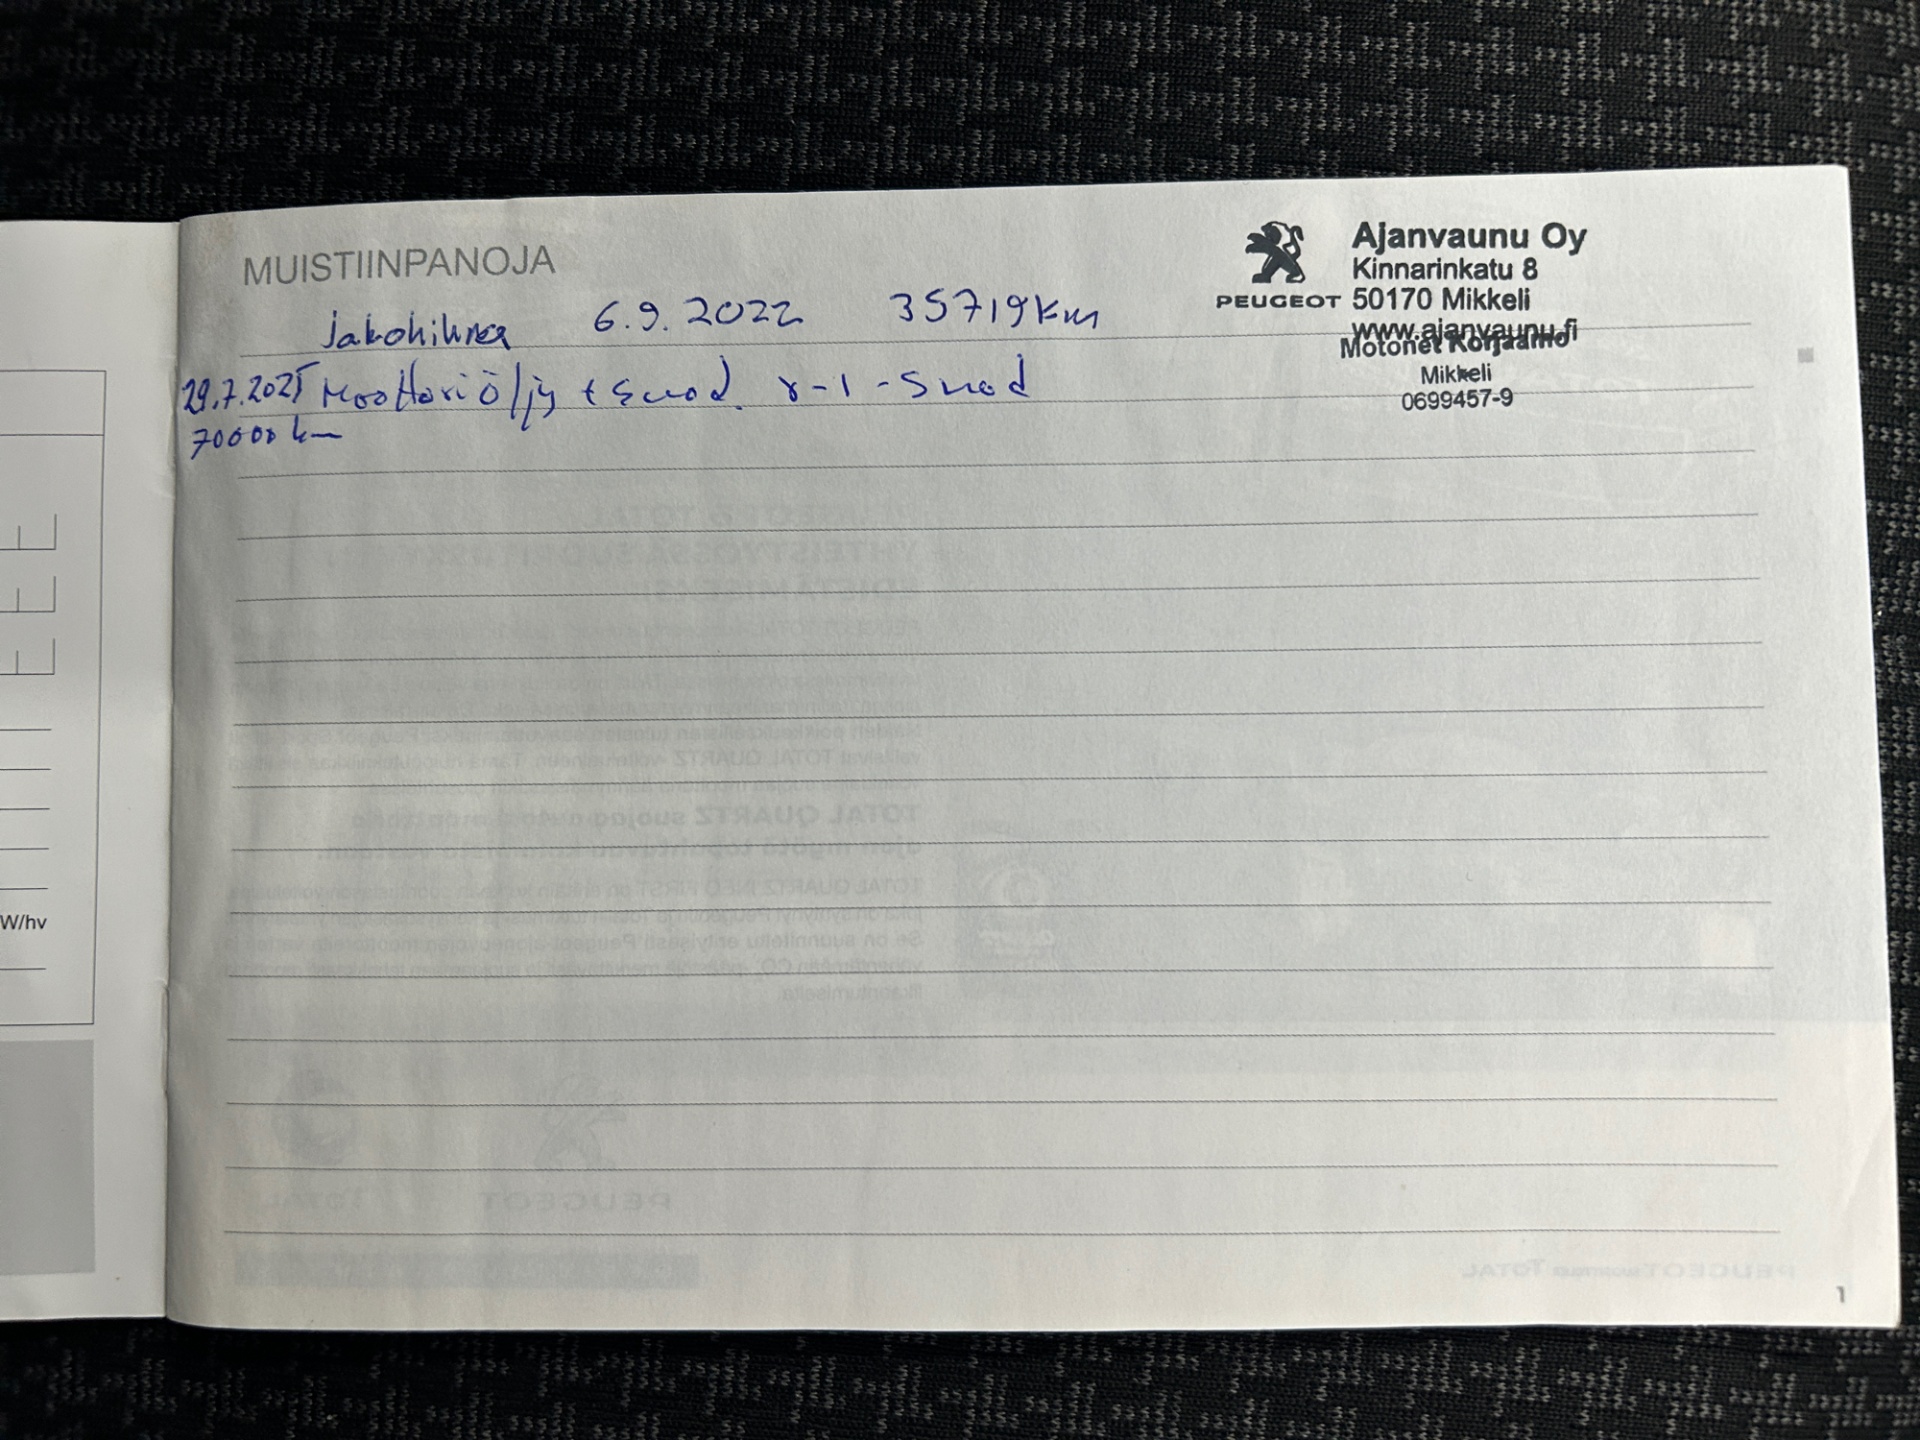 MUISTIINPANOJA
PEUGEOT
Ajanvaunu Oy
Kinnarinkatu 8
50170 Mikkeli
www.ajanvaunu.fi
Motonet Korjaamo
Mikkeli
0699457-9
Jakohihna 6.9.2022 35719km
29.7.2025 Moottoriöljy + Suod. r-i-suod
70000 km
W/hv
1